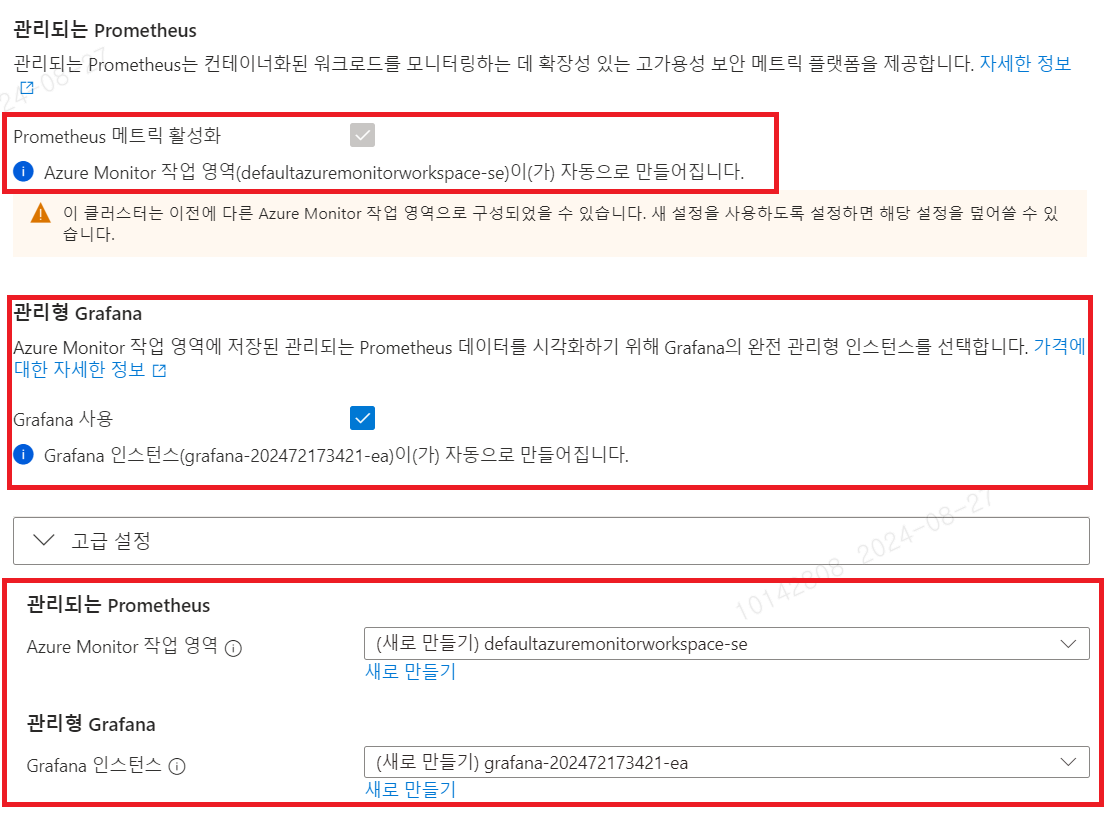 관리되는 Prometheus
관리되는 Prometheus는 컨테이너화된 워크로드를 모니터링하는 데 확장성 있는 고가용성 보안 메트릭 플랫폼을 제공합니다. 자세한 정보
Prometheus 메트릭 활성화
Azure Monitor 작업 영역(defaultazuremonitorworkspace-se)이(가) 자동으로 만들어집니다.
이 클러스터는 이전에 다른 Azure Monitor 작업 영역으로 구성되었을 수 있습니다. 새 설정을 사용하도록 설정하면 해당 설정을 덮어쓸 수 있
습니다.
관리형 Grafana
Azure Monitor 작업 영역에 저장된 관리되는 Prometheus 데이터를 시각화하기 위해 Grafana의 완전 관리형 인스턴스를 선택합니다. 가격에
대한 자세한 정보
Grafana 사용
Grafana 인스턴스(grafana-202472173421-ea)이(가) 자동으로 만들어집니다.
고급 설정
10142808 2024-08-27
관리되는 Prometheus
Azure Monitor 작업 영역
(새로 만들기) defaultazuremonitorworkspace-se
새로 만들기
관리형 Grafana
Grafana 인스턴스
(새로 만들기) grafana-202472173421-ea
새로 만들기